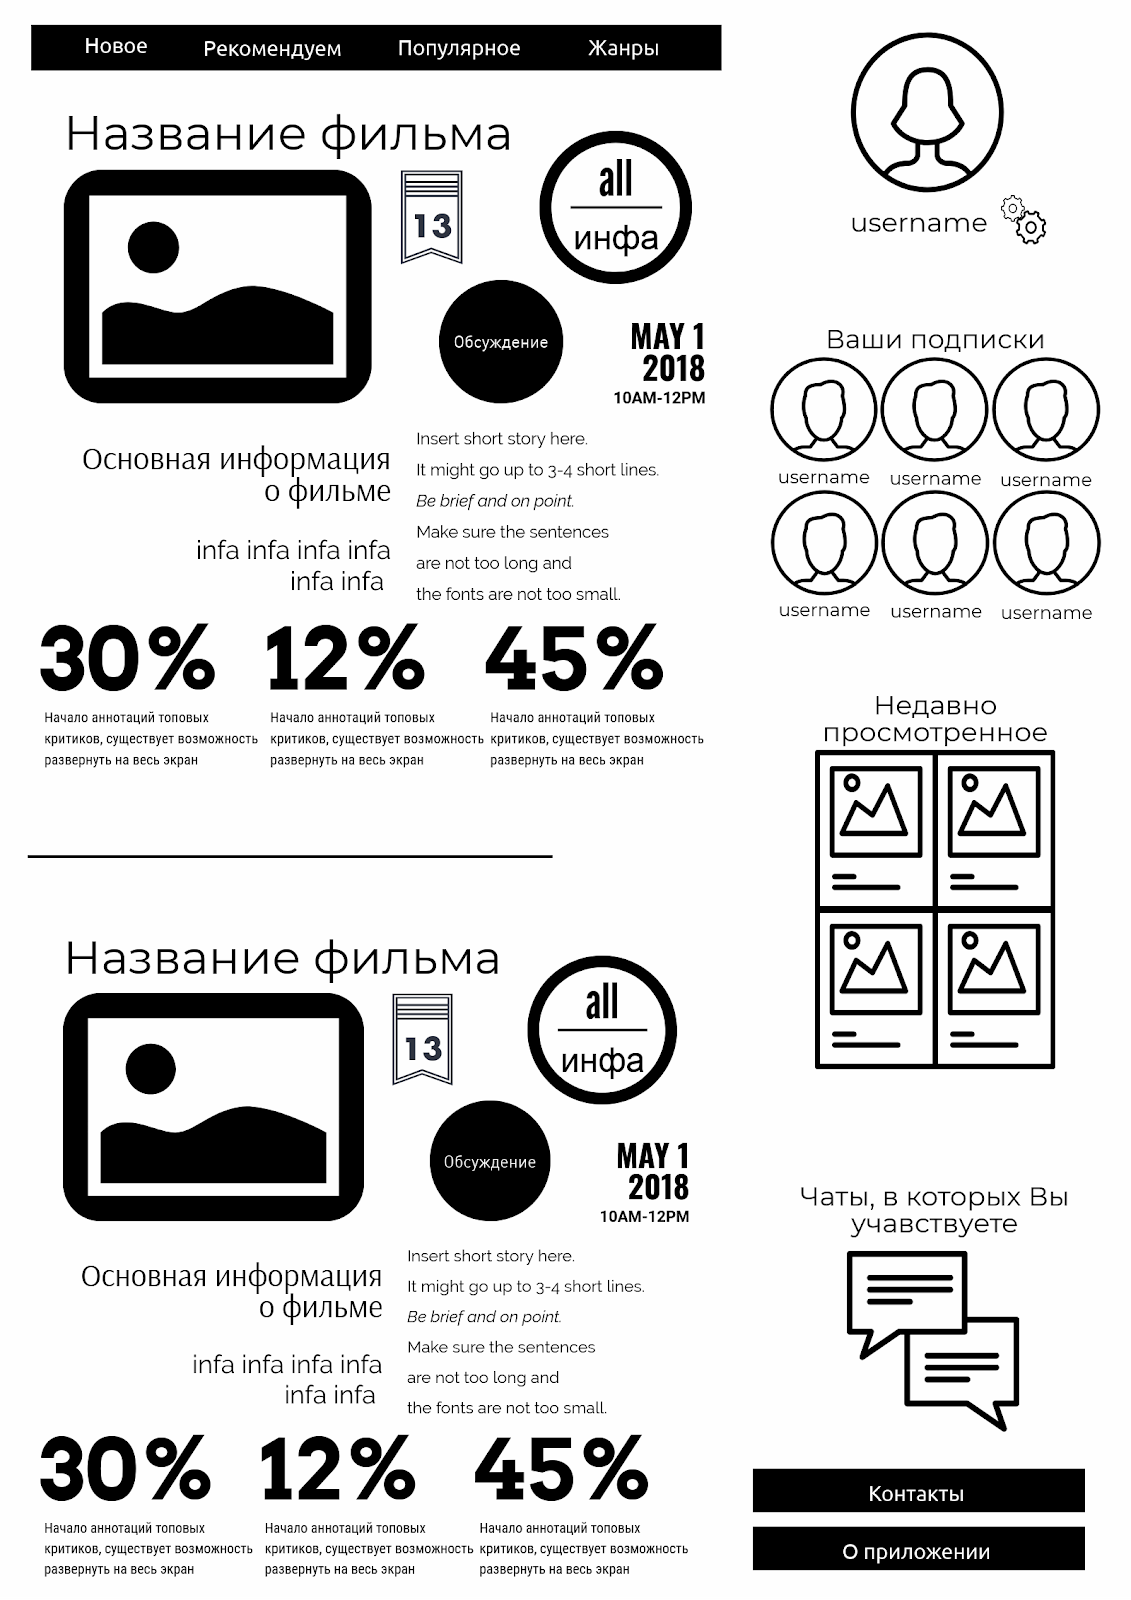 Новое
Рекомендуем
Популярное
Жанры
Название фильма
13
all
инфа
Обсуждение
MAY 1
2018
10AM-12PM
Основная информация
о фильме
infa infa infa infa
infa infa
Insert short story here.
It might go up to 3-4 short lines.
Be brief and on point.
Make sure the sentences
are not too long and
the fonts are not too small.
30%
Начало аннотаций топовых
критиков, существует возможность
развернуть на весь экран
12%
Начало аннотаций топовых
критиков, существует возможность
развернуть на весь экран
45%
Начало аннотаций топовых
критиков, существует возможность
развернуть на весь экран
Название фильма
13
all
инфа
Обсуждение
MAY 1
2018
10AM-12PM
Основная информация
о фильме
infa infa infa infa
infa infa
Insert short story here.
It might go up to 3-4 short lines.
Be brief and on point.
Make sure the sentences
are not too long and
the fonts are not too small.
30%
Начало аннотаций топовых
критиков, существует возможность
развернуть на весь экран
12%
Начало аннотаций топовых
критиков, существует возможность
развернуть на весь экран
45%
Начало аннотаций топовых
критиков, существует возможность
развернуть на весь экран
username
Ваши подписки
username
username
username
username
username
username
Недавно
просмотренное
Чаты, в которых Вы
учавствуете
Контакты
О приложении